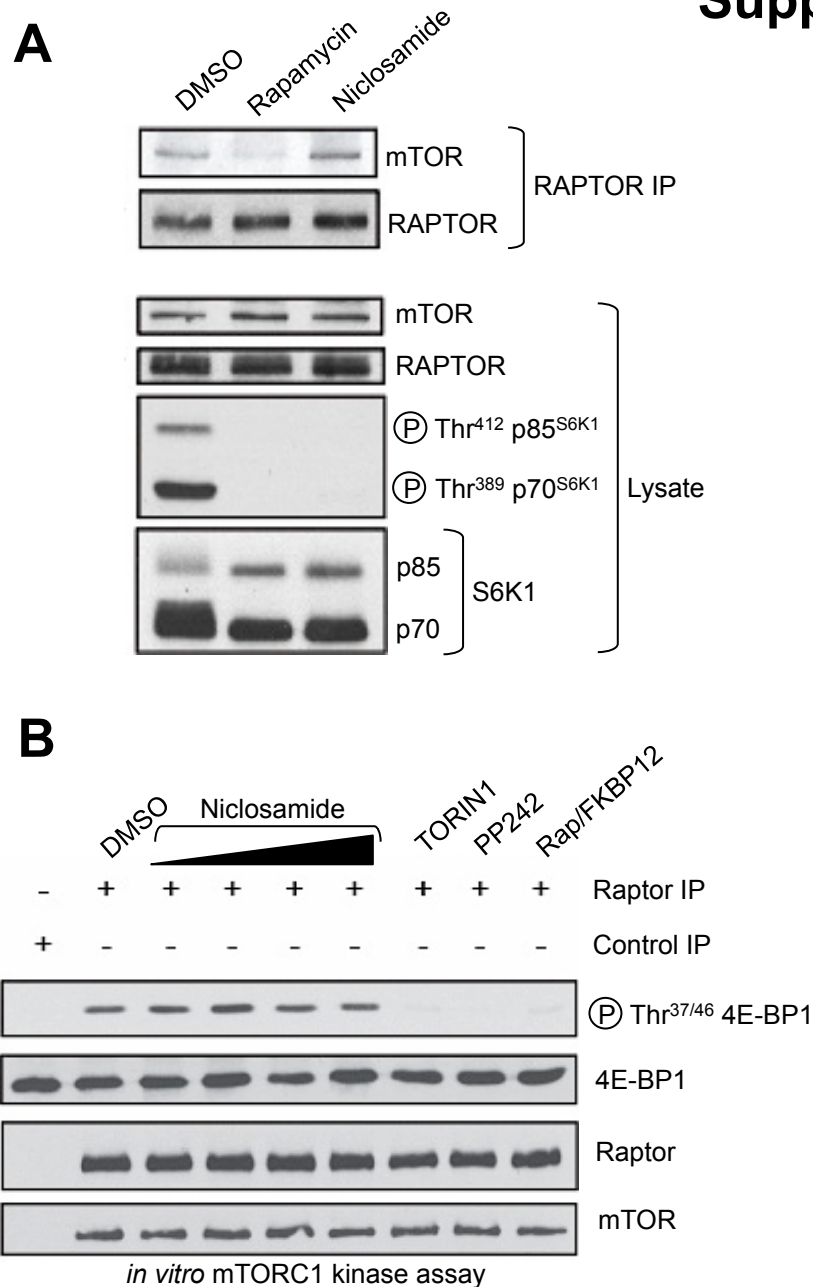 Supp
A
DMSO Rapamycin Niclosamide
mTOR
RAPTOR
RAPTOR IP
mTOR
RAPTOR
P Thr412 p85S6K1
P Thr389 p70S6K1
Lysate
p85
p70
S6K1
B
DMSO Niclosamide TORIN1 PP242 Rap/FKBP12
- + + + + + + + + Raptor IP
+ - - - - - - - - Control IP
P Thr37/46 4E-BP1
4E-BP1
Raptor
mTOR
in vitro mTORC1 kinase assay